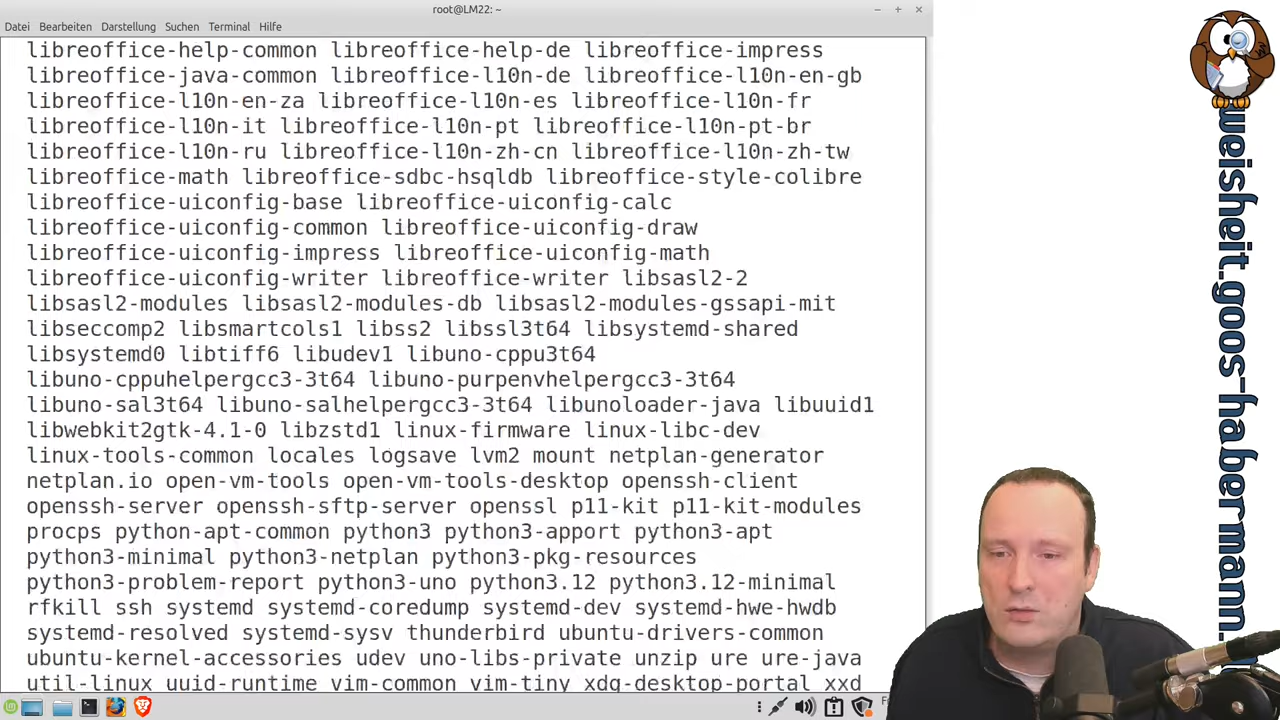 root@LM22: ~
Datei Bearbeiten Darstellung Suchen Terminal Hilfe
libreoffice-help-common libreoffice-help-de libreoffice-impress
libreoffice-java-common libreoffice-l10n-de libreoffice-l10n-en-gb
libreoffice-l10n-en-za libreoffice-l10n-es libreoffice-l10n-fr
libreoffice-l10n-it libreoffice-l10n-pt libreoffice-l10n-pt-br
libreoffice-l10n-ru libreoffice-l10n-zh-cn libreoffice-l10n-zh-tw
libreoffice-math libreoffice-sdbc-hsqldb libreoffice-style-colibre
libreoffice-uiconfig-base libreoffice-uiconfig-calc
libreoffice-uiconfig-common libreoffice-uiconfig-draw
libreoffice-uiconfig-impress libreoffice-uiconfig-math
libreoffice-uiconfig-writer libreoffice-writer libsasl2-2
libsasl2-modules libsasl2-modules-db libsasl2-modules-gssapi-mit
libseccomp2 libsmartcols1 libss2 libssl3t64 libsystemd-shared
libsystemd0 libtiff6 libudev1 libuno-cppu3t64
libuno-cppuhelpergcc3-3t64 libuno-purpenvhelpergcc3-3t64
libuno-sal3t64 libuno-salhelpergcc3-3t64 libunoloader-java libuuid1
libwebkit2gtk-4.1-0 libzstd1 linux-firmware linux-libc-dev
linux-tools-common locales logsave lvm2 mount netplan-generator
netplan.io open-vm-tools open-vm-tools-desktop openssh-client
openssh-server openssh-sftp-server openssl p11-kit p11-kit-modules
procps python-apt-common python3 python3-apport python3-apt
python3-minimal python3-netplan python3-pkg-resources
python3-problem-report python3-uno python3.12 python3.12-minimal
rfkill ssh systemd systemd-coredump systemd-dev systemd-hwe-hwdb
systemd-resolved systemd-sysv thunderbird ubuntu-drivers-common
ubuntu-kernel-accessories udev uno-libs-private unzip ure ure-java
util-linux uuid-runtime vim-common vim-tiny xdg-desktop-portal xxd
weisheit.goos-habermann.